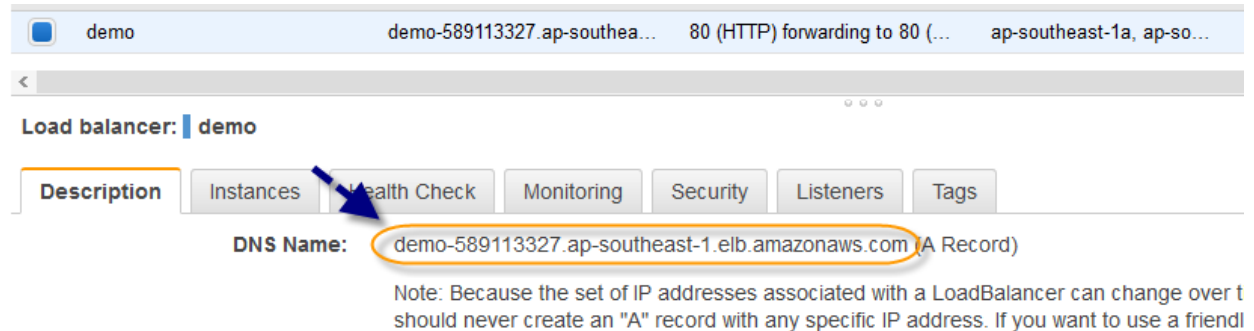 demo demo-589113327.ap-southea... 80 (HTTP) forwarding to 80 (... ap-southeast-1a, ap-so...
Load balancer: demo
Description Instances Health Check Monitoring Security Listeners Tags
DNS Name: demo-589113327.ap-southeast-1.elb.amazonaws.com (A Record)
Note: Because the set of IP addresses associated with a LoadBalancer can change over t
should never create an "A" record with any specific IP address. If you want to use a friendl